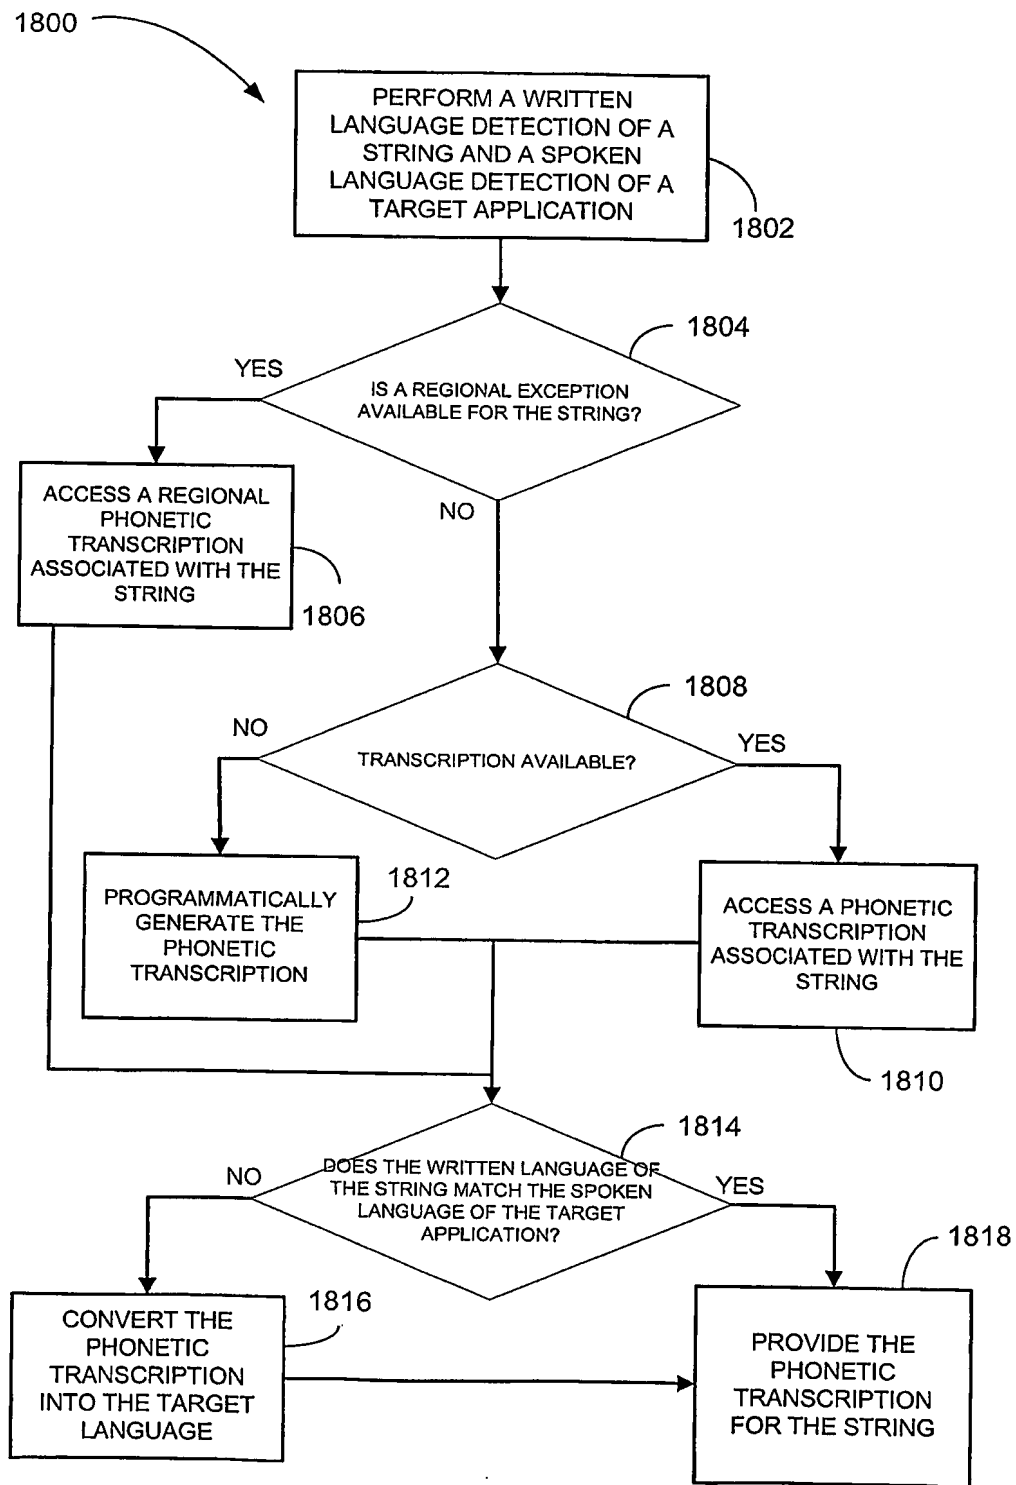 1800
PERFORM A WRITTEN
LANGUAGE DETECTION OF A
STRING AND A SPOKEN
LANGUAGE DETECTION OF A
TARGET APPLICATION
1802
1804
YES
IS A REGIONAL EXCEPTION
AVAILABLE FOR THE STRING?
ACCESS A REGIONAL
PHONETIC
TRANSCRIPTION
ASSOCIATED WITH THE
STRING
1806
NO
1808
NO
YES
TRANSCRIPTION AVAILABLE?
PROGRAMMATICALLY
GENERATE THE
PHONETIC
TRANSCRIPTION
1812
ACCESS A PHONETIC
TRANSCRIPTION
ASSOCIATED WITH THE
STRING
1810
1814
NO
DOES THE WRITTEN LANGUAGE OF
THE STRING MATCH THE SPOKEN
LANGUAGE OF THE TARGET
APPLICATION?
YES
1818
CONVERT THE
PHONETIC
TRANSCRIPTION
INTO THE TARGET
LANGUAGE
1816
PROVIDE THE
PHONETIC
TRANSCRIPTION
FOR THE STRING